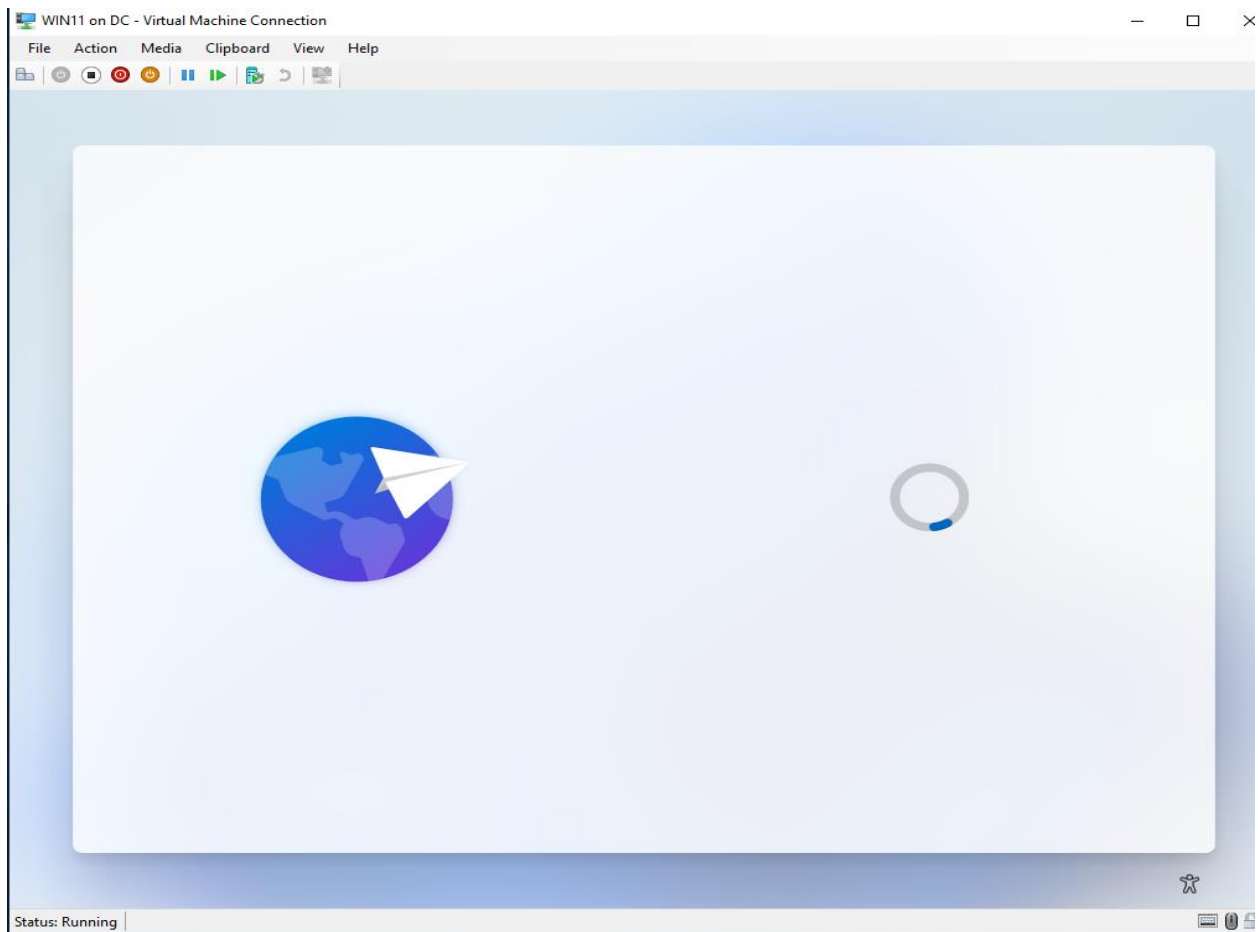 WIN11 on DC - Virtual Machine Connection
File Action Media Clipboard View Help
Status: Running